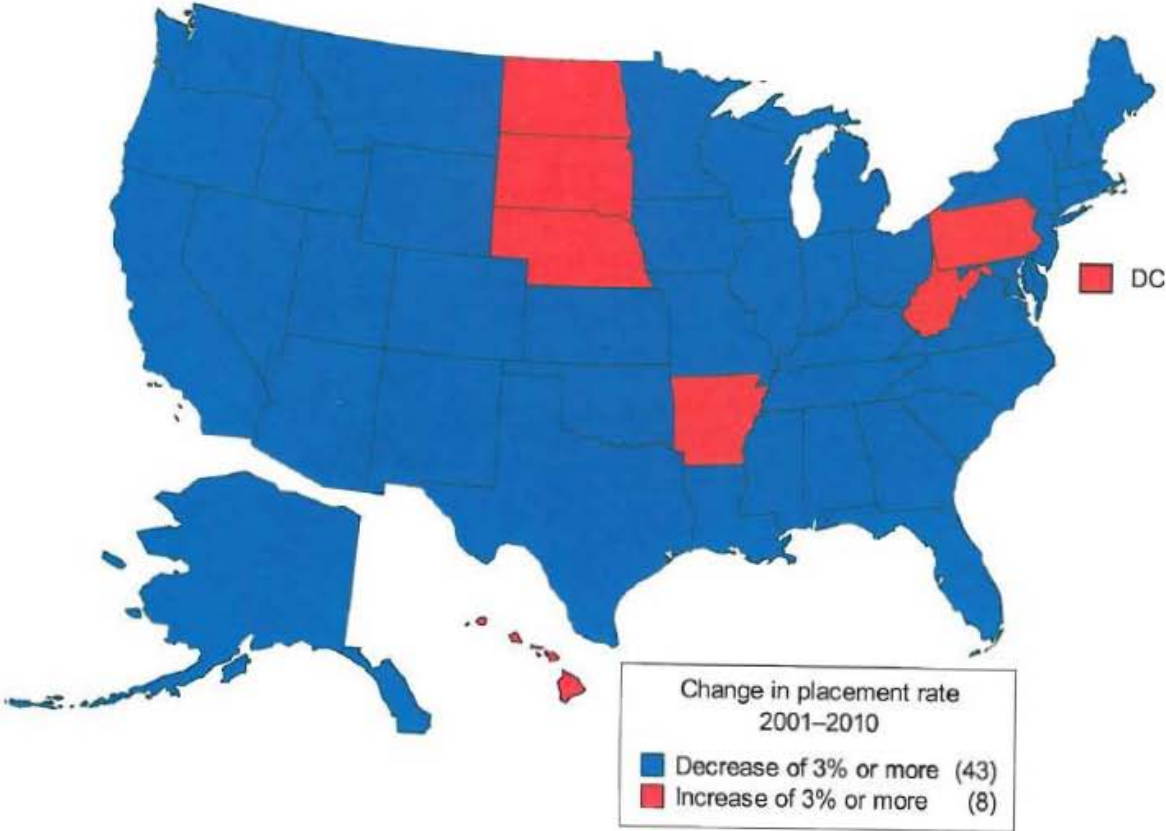 DC
Change in placement rate
2001–2010
Decrease of 3% or more (43)
Increase of 3% or more (8)